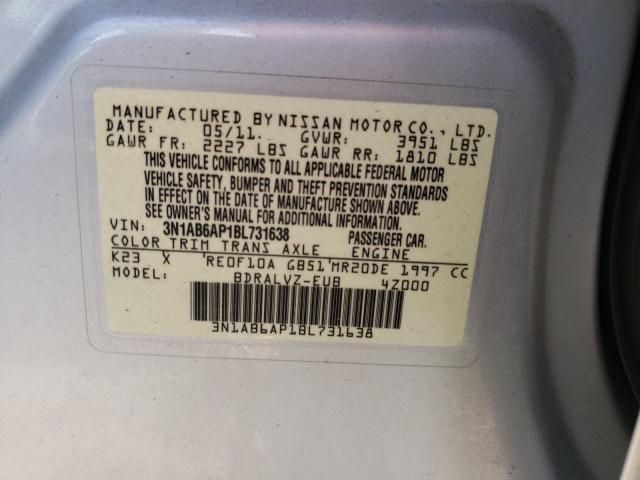 MANUFACTURED BY NISSAN MOTOR CO., LTD.
DATE: 05/11. GVWR: 3951 LBS
GAWR FR: 2227 LBS GAWR RR: 1810 LBS
THIS VEHICLE CONFORMS TO ALL APPLICABLE FEDERAL MOTOR
VEHICLE SAFETY, BUMPER AND THEFT PREVENTION STANDARDS
IN EFFECT ON THE DATE OF MANUFACTURE SHOWN ABOVE.
SEE OWNER'S MANUAL FOR ADDITIONAL INFORMATION.
VIN: 3N1AB6AP1BL731638 PASSENGER CAR.
COLOR TRIM TRANS AXLE ENGINE
K23 X RE0F10A GB51 MR20DE 1997 CC
MODEL: BDRALVZ-EUB 4Z000
3N1AB6AP1BL731638